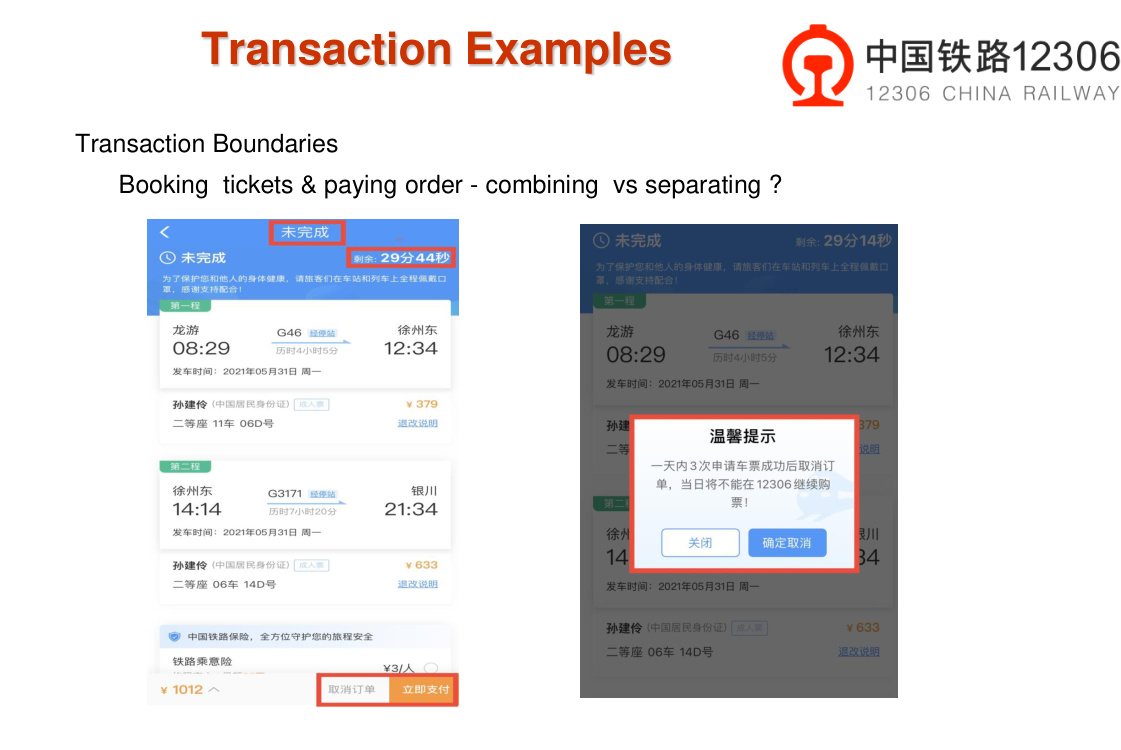 Transaction Examples
中国铁路12306
12306 CHINA RAILWAY
Transaction Boundaries
Booking tickets & paying order - combining vs separating ?
未完成
未完成
剩余: 29分44秒
为了保护您和他人的身体健康，请旅客们在车站和列车上全程佩戴口
罩，感谢支持配合！
第一程
龙游
G46 经停站
徐州东
08:29
历时4小时5分
12:34
发车时间：2021年05月31日 周一
孙建伶 (中国居民身份证) 成人票
¥ 379
二等座 11车 06D号
退改说明
第二程
徐州东
G3171 经停站
银川
14:14
历时7小时20分
21:34
发车时间：2021年05月31日 周一
孙建伶 (中国居民身份证) 成人票
¥ 633
二等座 06车 14D号
退改说明
中国铁路保险，全方位守护您的旅程安全
铁路乘意险
¥3/人
¥ 1012
取消订单
立即支付
未完成
剩余: 29分14秒
为了保护您和他人的身体健康，请旅客们在车站和列车上全程佩戴口
罩，感谢支持配合！
第一程
龙游
G46 经停站
徐州东
08:29
历时4小时5分
12:34
发车时间：2021年05月31日 周一
孙建
379
二等
说明
温馨提示
一天内3次申请车票成功后取消订
单，当日将不能在12306继续购
票！
关闭
确定取消
第二
徐州
川
14
34
发车时间：2021年05月31日 周一
孙建伶 (中国居民身份证) 成人票
¥ 633
二等座 06车 14D号
退改说明